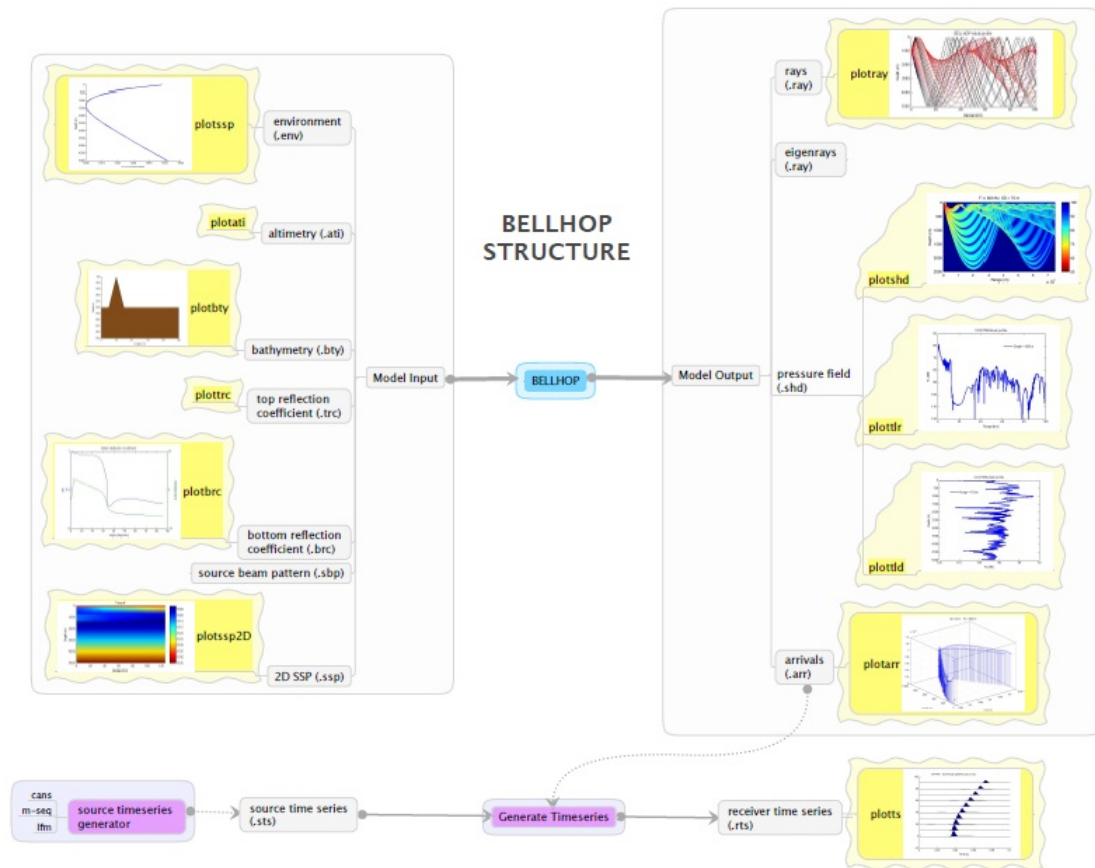 BELLHOP
STRUCTURE
plotssp
environment
(.env)
plotati
altimetry (.ati)
plotbty
bathymetry (.bty)
plottrc
top reflection
coefficient (.trc)
plotbrc
bottom reflection
coefficient (.brc)
source beam pattern (.sbp)
plotssp2D
2D SSP (.ssp)
Model Input
BELLHOP
Model Output
rays
(.ray)
plotray
eigenrays
(.ray)
pressure field
(.shd)
plotshd
plottlr
plottld
arrivals
(.arr)
plotarr
cans
m-seq
lfm
source timeseries
generator
source time series
(.sts)
Generate Timeseries
receiver time series
(.rts)
plotts